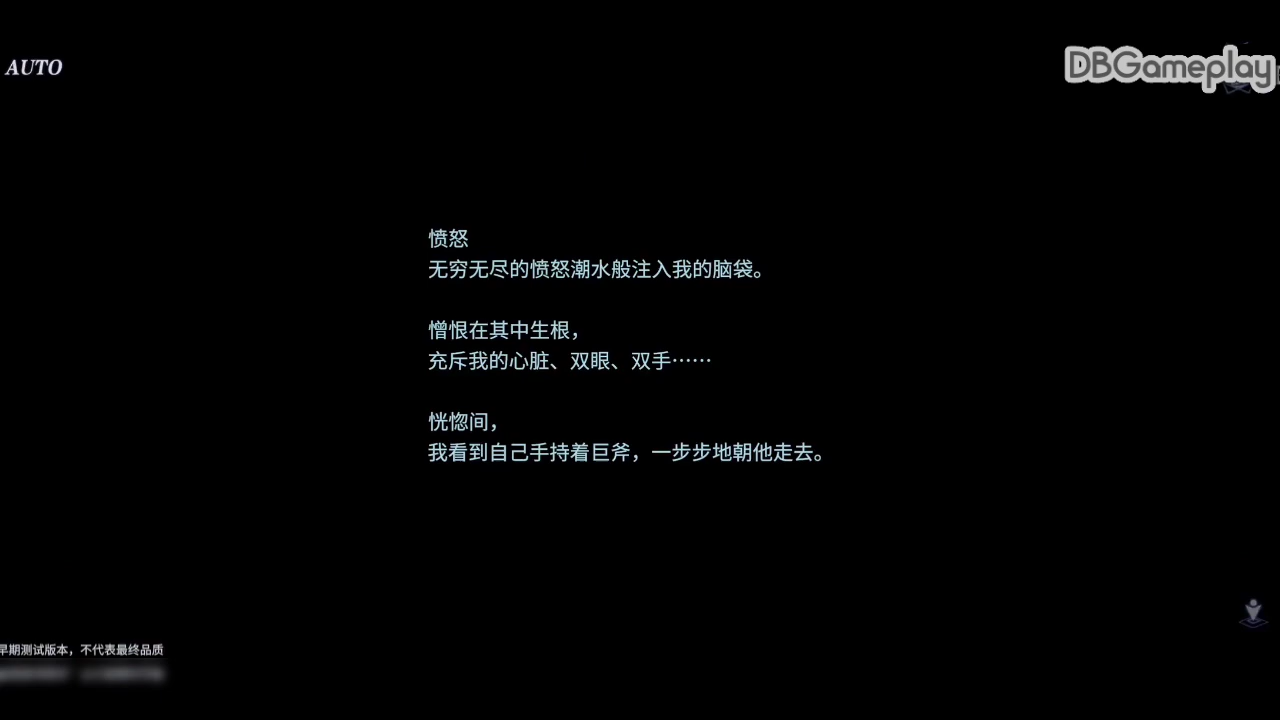 AUTO
DBGameplay
愤怒
无穷无尽的愤怒潮水般注入我的脑袋。
憎恨在其中生根，
充斥我的心脏、双眼、双手……
恍惚间，
我看到自己手持着巨斧，一步步地朝他走去。
早期测试版本，不代表最终品质